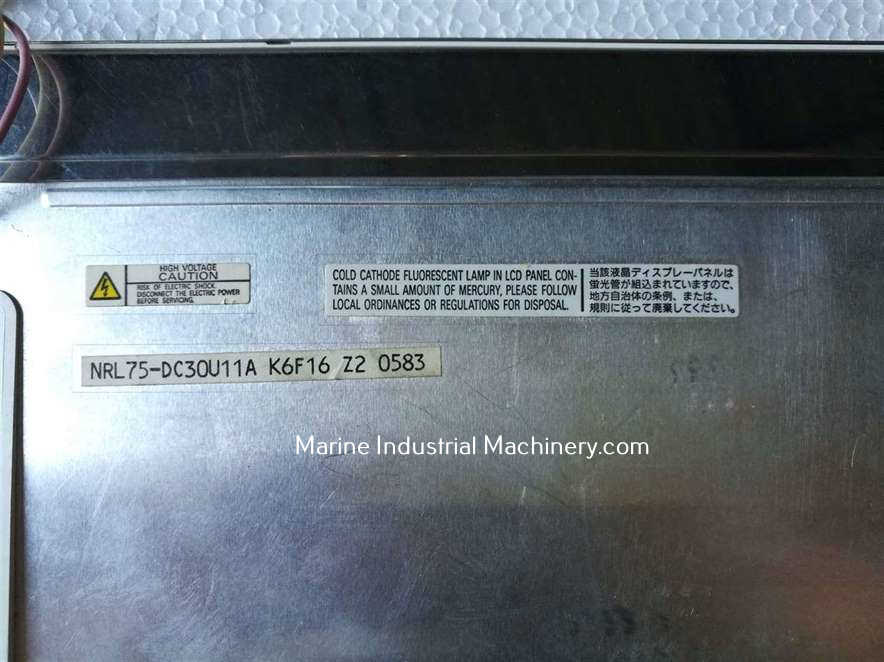 HIGH VOLTAGE
CAUTION
RISK OF ELECTRIC SHOCK.
DISCONNECT THE ELECTRIC POWER
BEFORE SERVICING.
COLD CATHODE FLUORESCENT LAMP IN LCD PANEL CON-
TAINS A SMALL AMOUNT OF MERCURY, PLEASE FOLLOW
LOCAL ORDINANCES OR REGULATIONS FOR DISPOSAL.
当該液晶ディスプレーパネルは
蛍光管が組込まれていますので、
地方自治体の条例、または、
規則に従って廃棄してください。
NRL75-DC30U11A K6F16 Z2 0583
Marine Industrial Machinery.com